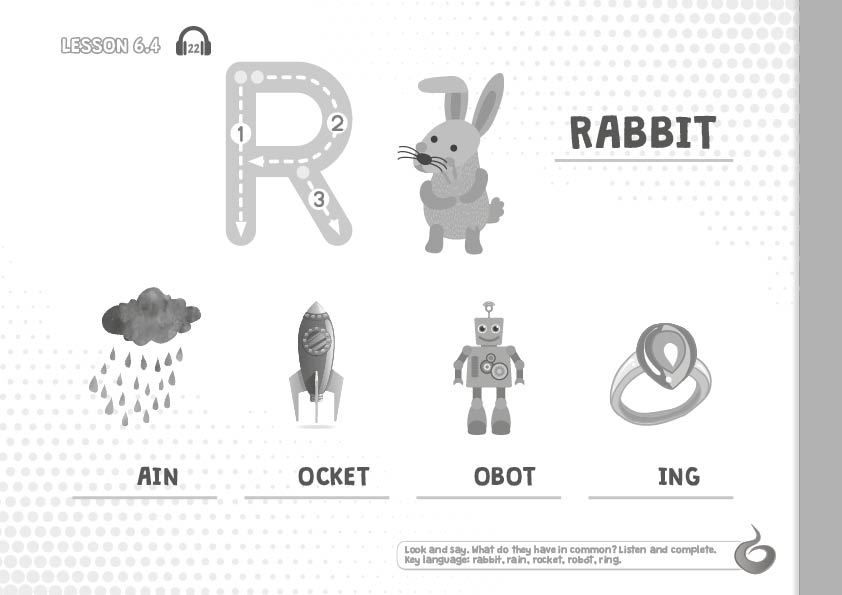 LESSON 6.4
22
1
2
3
RABBIT
AIN
OCKET
OBOT
ING
Look and say. What do they have in common? Listen and complete.
Key language: rabbit, rain, rocket, robot, ring.
6